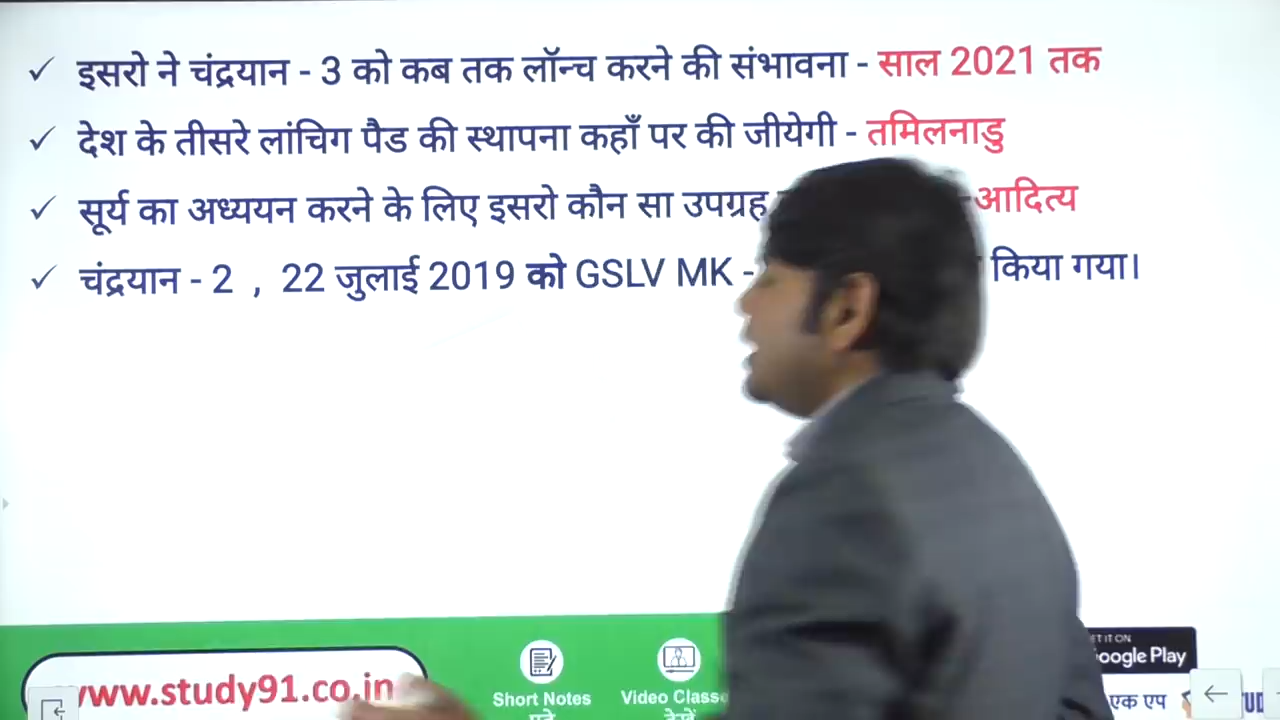 ✓ इसरो ने चंद्रयान - 3 को कब तक लॉन्च करने की संभावना - साल 2021 तक
✓ देश के तीसरे लांचिग पैड की स्थापना कहाँ पर की जीयेगी - तमिलनाडु
✓ सूर्य का अध्ययन करने के लिए इसरो कौन सा उपग्रह - आदित्य
✓ चंद्रयान - 2 , 22 जुलाई 2019 को GSLV MK - किया गया।
www.study91.co.in
Short Notes
Video Classe
देखें
Google Play
एक एप